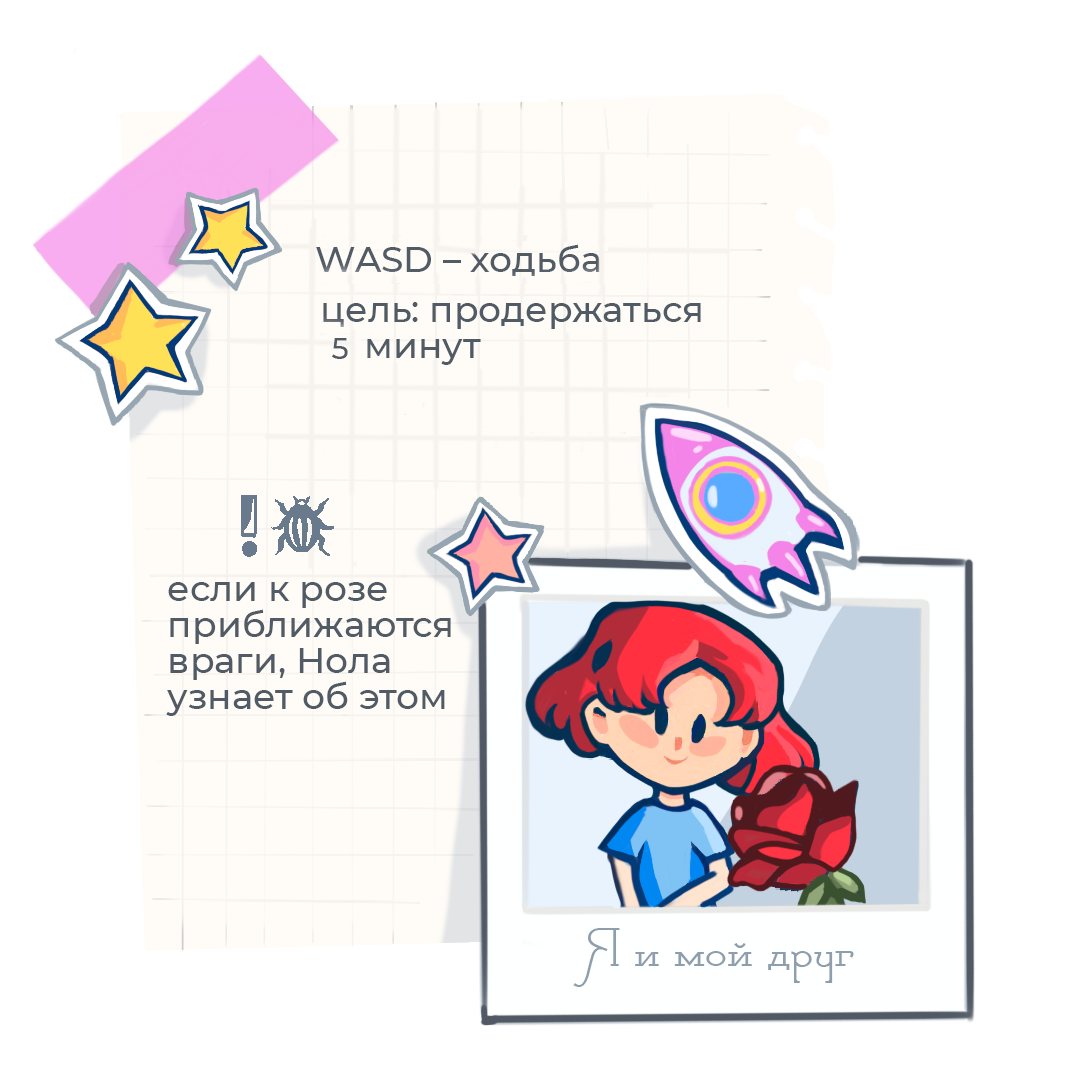 WASD – ходьба
цель: продержаться
5 минут
!
если к розе
приближаются
враги, Нола
узнает об этом
Я и мой друг